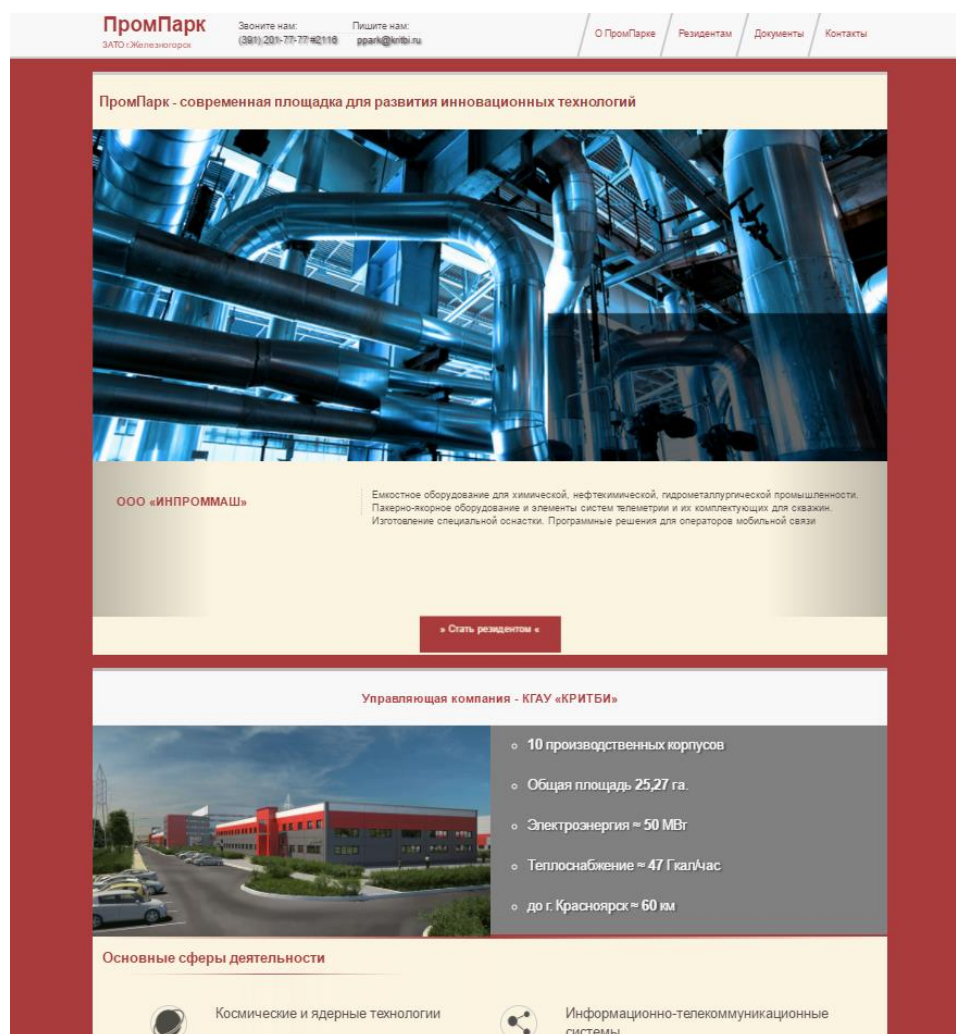 ПромПарк
ЗАТО г.Железногорск
Звоните нам:
(391) 201-77-77 #2116
Пишите нам:
ppark@kritbi.ru
О ПромПарке
Резидентам
Документы
Контакты
ПромПарк - современная площадка для развития инновационных технологий
ООО «ИНПРОММАШ»
Емкостное оборудование для химической, нефтехимической, гидрометаллургической промышленности.
Пакерно-якорное оборудование и элементы систем телеметрии и их комплектующих для скважин.
Изготовление специальной оснастки. Программные решения для операторов мобильной связи
» Стать резидентом «
Управляющая компания - КГАУ «КРИТБИ»
10 производственных корпусов
Общая площадь 25,27 га.
Электроэнергия ≈ 50 МВт
Теплоснабжение ≈ 47 Гкал/час
до г. Красноярск ≈ 60 км
Основные сферы деятельности
Космические и ядерные технологии
Информационно-телекоммуникационные
системы